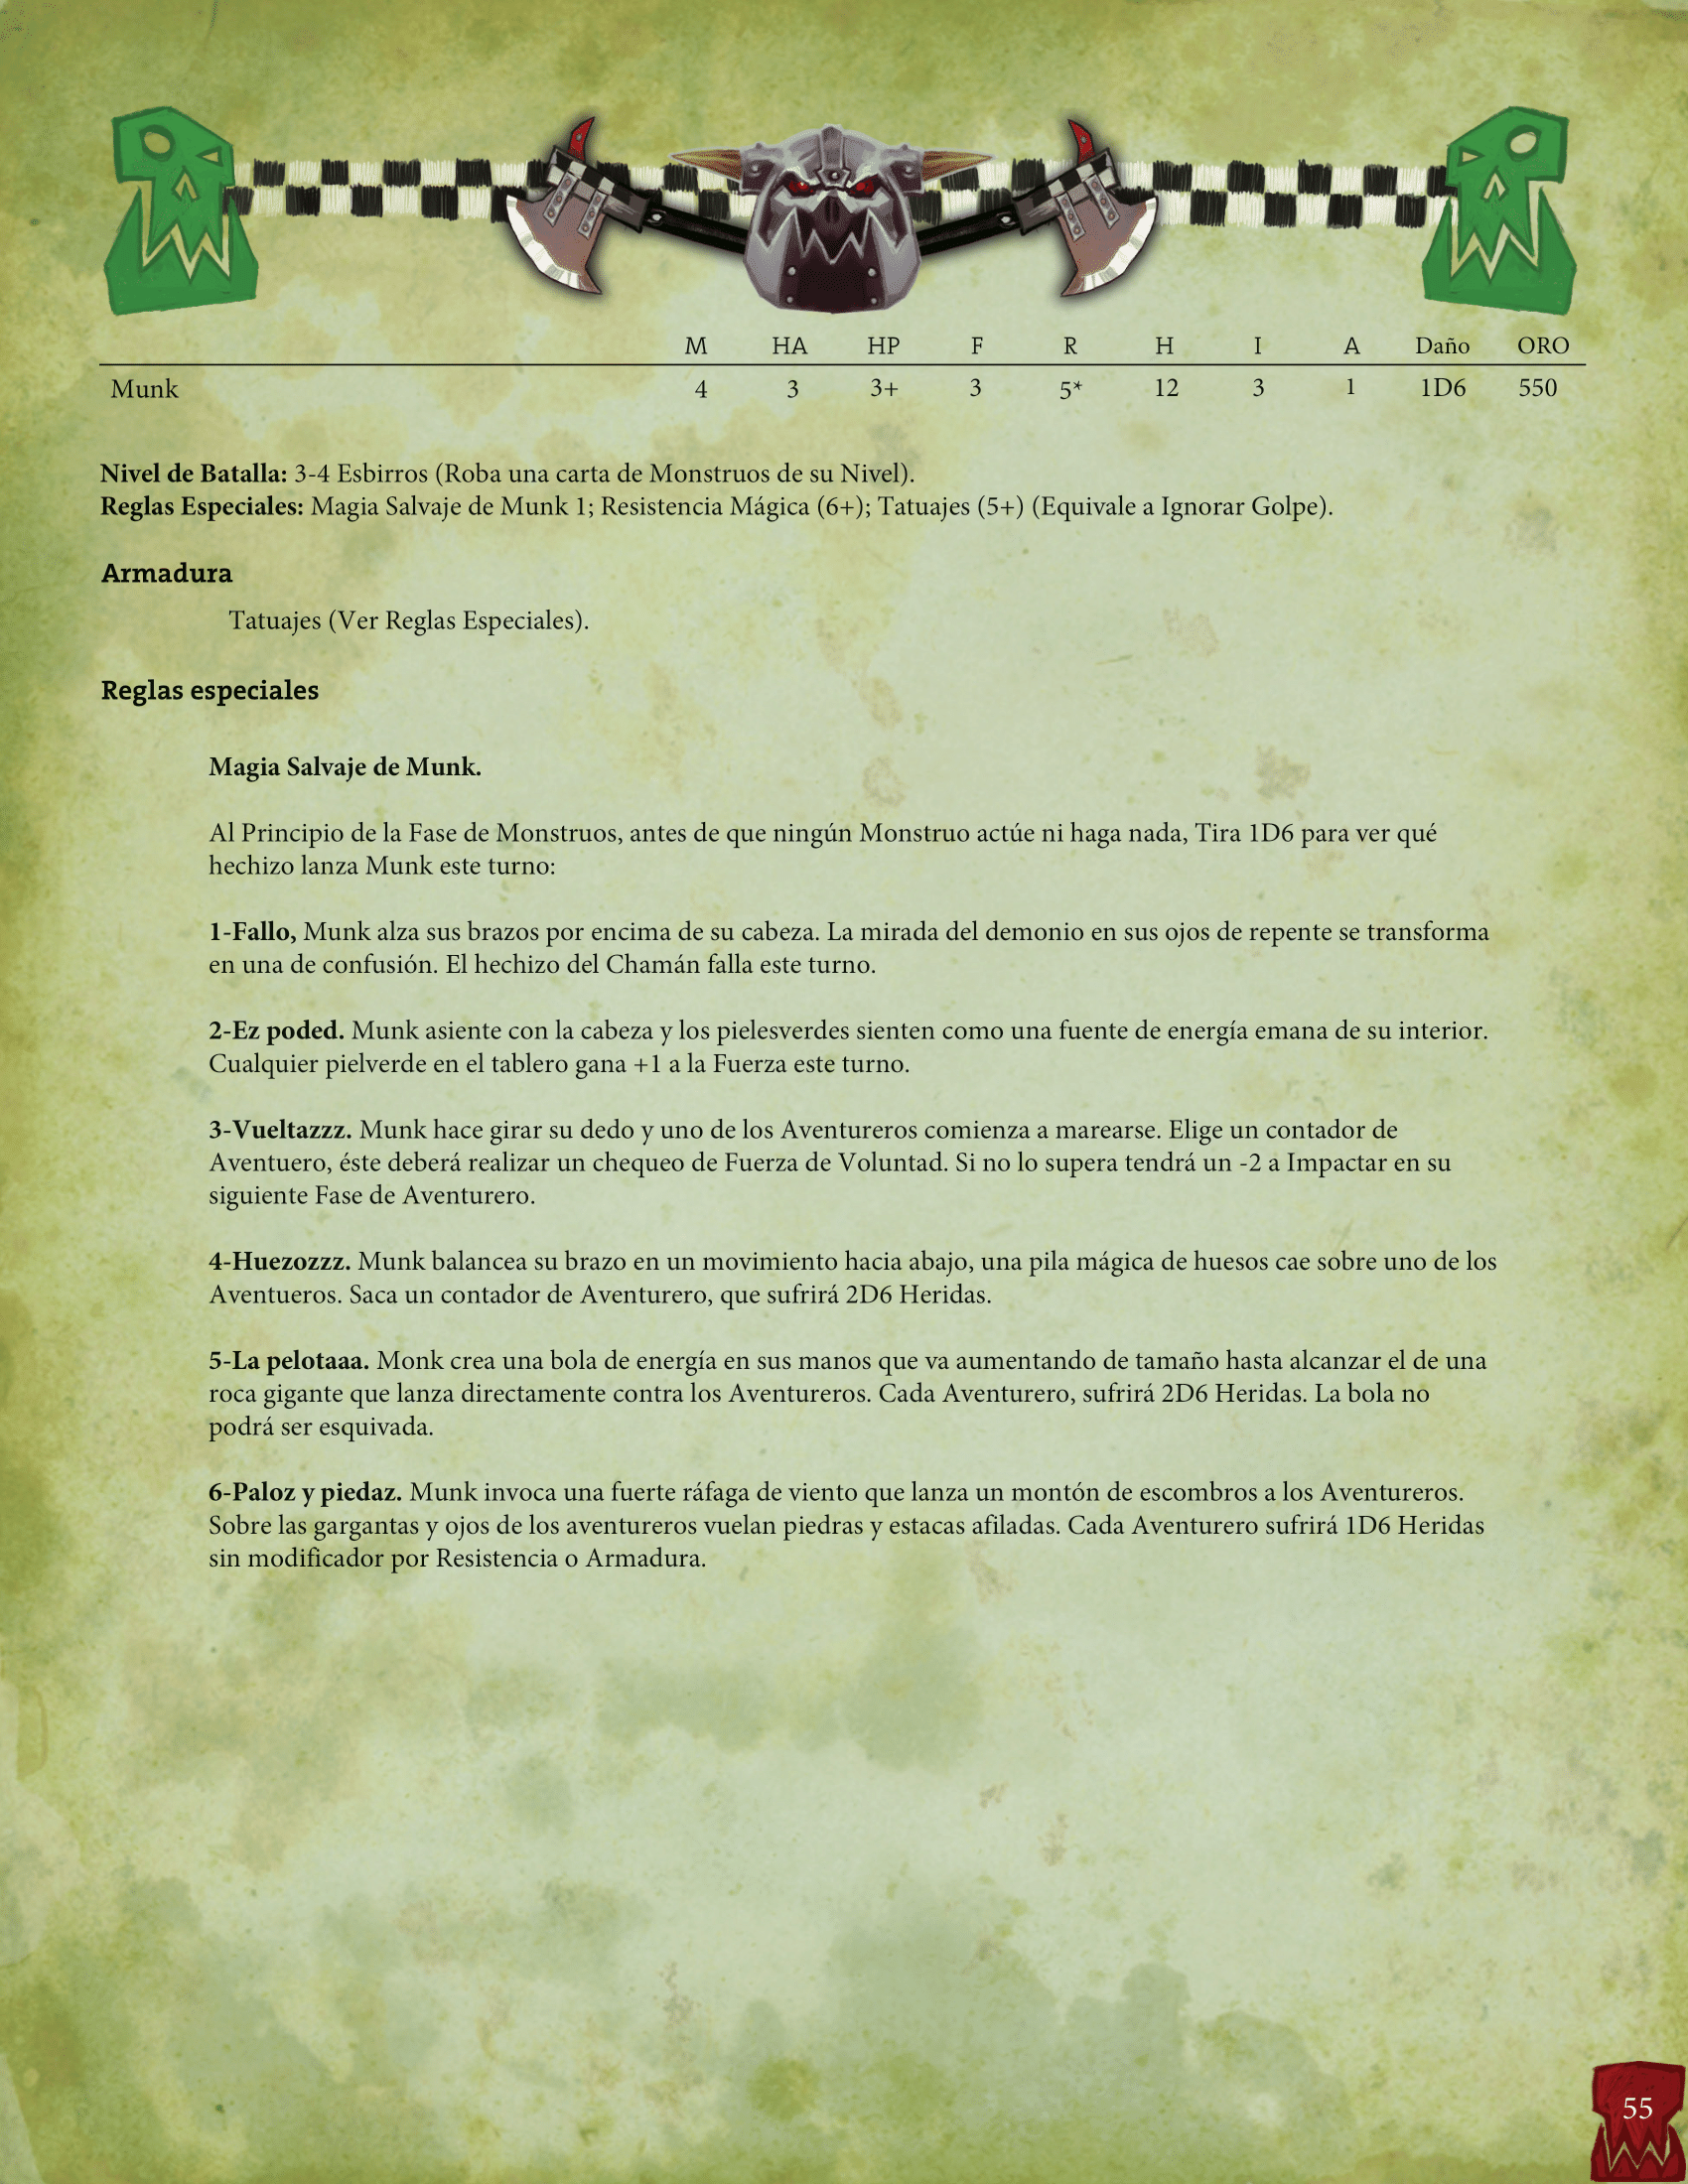 M HA HP F R H I A Daño ORO
Munk 4 3 3+ 3 5* 12 3 1 1D6 550
Nivel de Batalla: 3-4 Esbirros (Roba una carta de Monstruos de su Nivel).
Reglas Especiales: Magia Salvaje de Munk 1; Resistencia Mágica (6+); Tatuajes (5+) (Equivale a Ignorar Golpe).
Armadura
Tatuajes (Ver Reglas Especiales).
Reglas especiales
Magia Salvaje de Munk.
Al Principio de la Fase de Monstruos, antes de que ningún Monstruo actúe ni haga nada, Tira 1D6 para ver qué
hechizo lanza Munk este turno:
1-Fallo, Munk alza sus brazos por encima de su cabeza. La mirada del demonio en sus ojos de repente se transforma
en una de confusión. El hechizo del Chamán falla este turno.
2-Ez poded. Munk asiente con la cabeza y los pielesverdes sienten como una fuente de energía emana de su interior.
Cualquier pielverde en el tablero gana +1 a la Fuerza este turno.
3-Vueltazzz. Munk hace girar su dedo y uno de los Aventureros comienza a marearse. Elige un contador de
Aventuero, éste deberá realizar un chequeo de Fuerza de Voluntad. Si no lo supera tendrá un -2 a Impactar en su
siguiente Fase de Aventurero.
4-Huezozzz. Munk balancea su brazo en un movimiento hacia abajo, una pila mágica de huesos cae sobre uno de los
Aventueros. Saca un contador de Aventurero, que sufrirá 2D6 Heridas.
5-La pelotaaa. Monk crea una bola de energía en sus manos que va aumentando de tamaño hasta alcanzar el de una
roca gigante que lanza directamente contra los Aventureros. Cada Aventurero, sufrirá 2D6 Heridas. La bola no
podrá ser esquivada.
6-Paloz y piedaz. Munk invoca una fuerte ráfaga de viento que lanza un montón de escombros a los Aventureros.
Sobre las gargantas y ojos de los aventureros vuelan piedras y estacas afiladas. Cada Aventurero sufrirá 1D6 Heridas
sin modificador por Resistencia o Armadura.
55